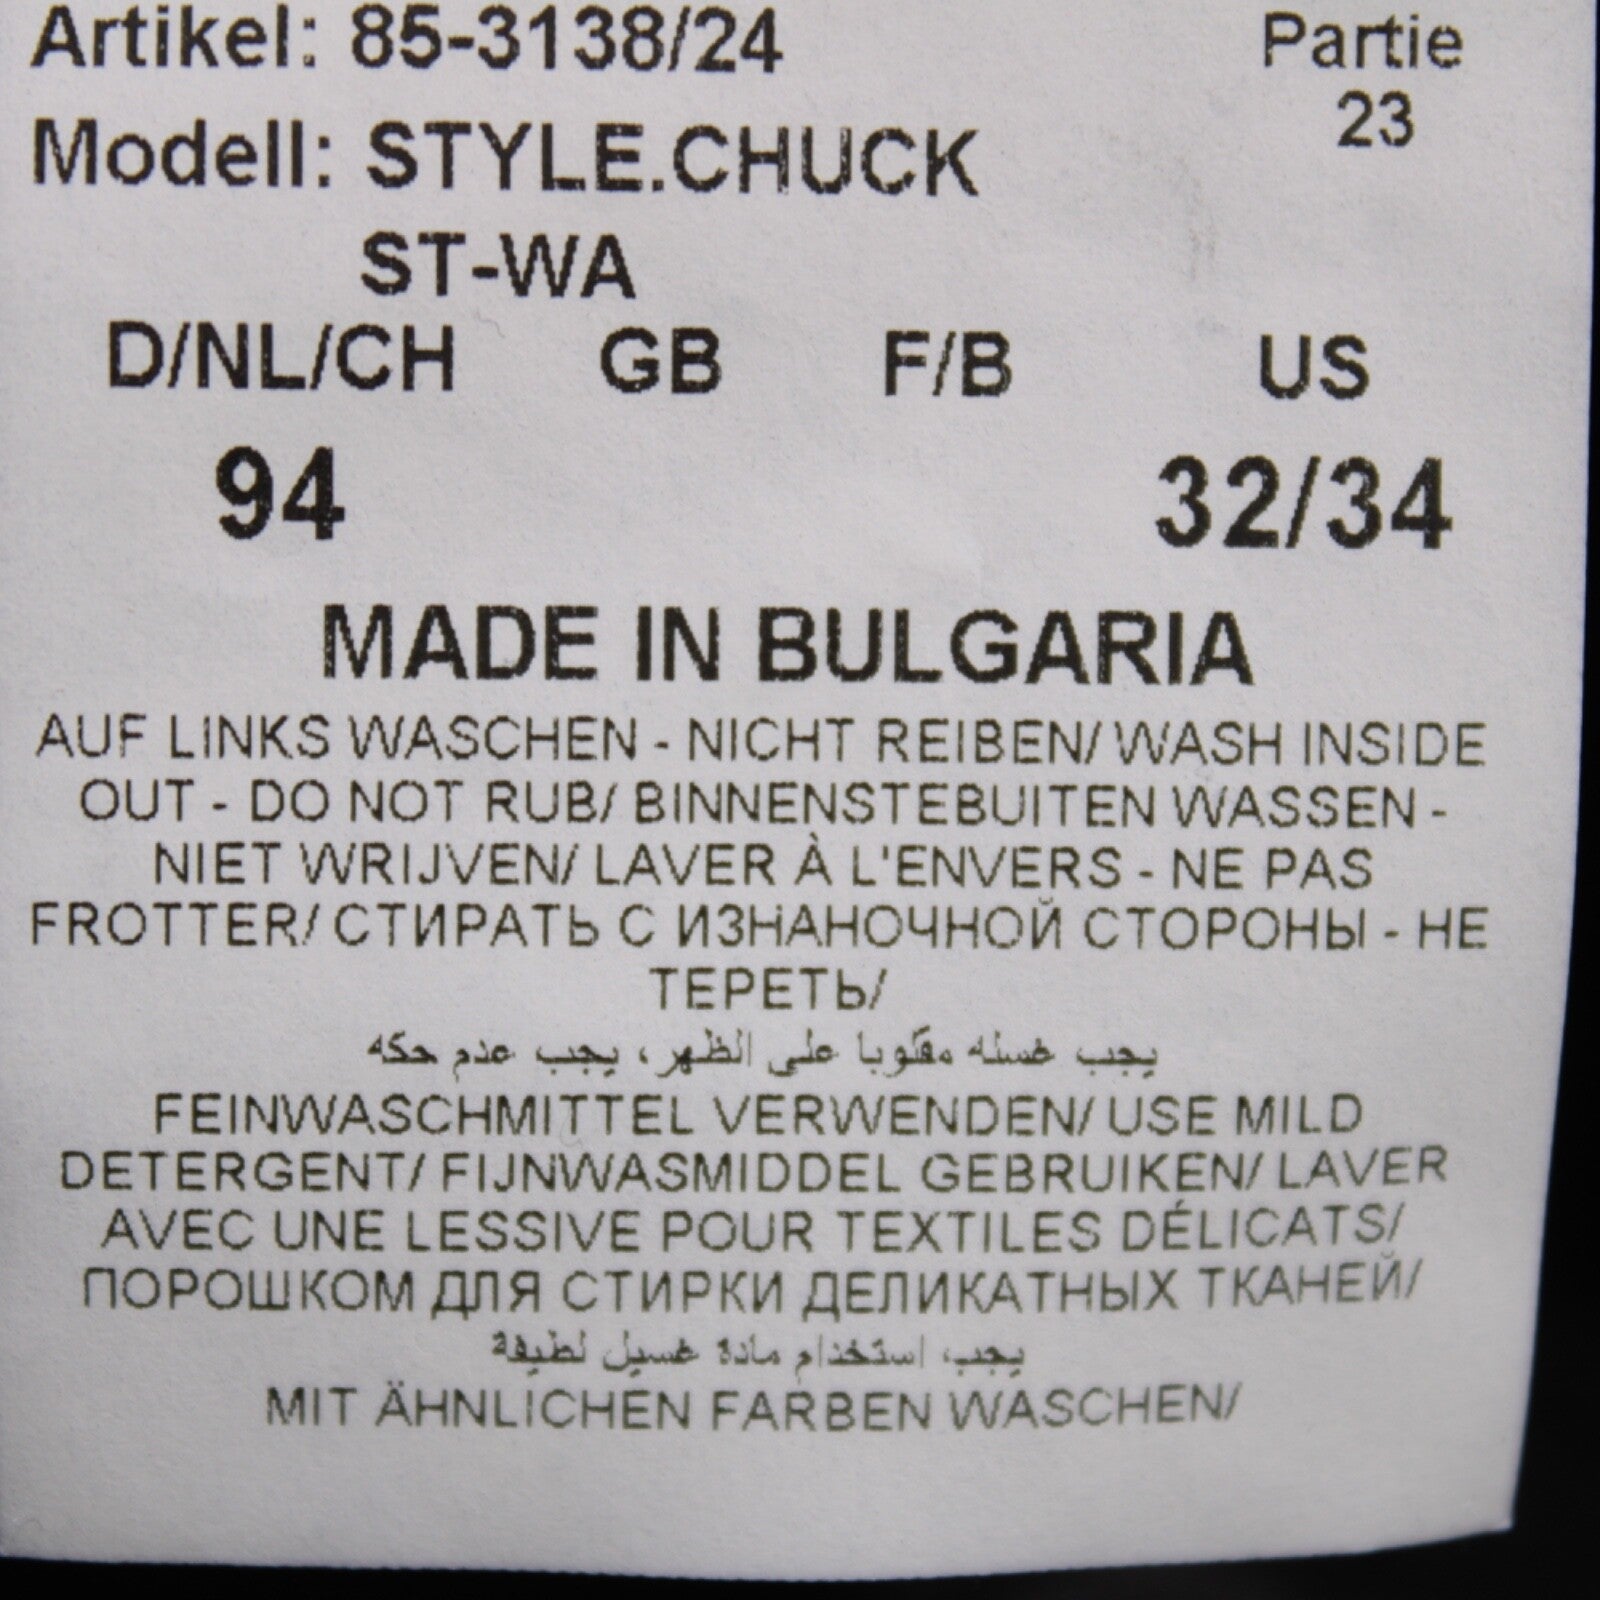 Artikel: 85-3138/24 Partie
23
Modell: STYLE.CHUCK
ST-WA
D/NL/CH GB F/B US
94 32/34
MADE IN BULGARIA
AUF LINKS WASCHEN - NICHT REIBEN/ WASH INSIDE
OUT - DO NOT RUB/ BINNENSTEBUITEN WASSEN -
NIET WRIJVEN/ LAVER À L'ENVERS - NE PAS
FROTTER/ СТИРАТЬ С ИЗНАНОЧНОЙ СТОРОНЫ - НЕ
ТЕРЕТЬ/
يجب غسله مقلوبا على الظهر، يجب عدم حكه
FEINWASCHMITTEL VERWENDEN/ USE MILD
DETERGENT/ FIJNWASMIDDEL GEBRUIKEN/ LAVER
AVEC UNE LESSIVE POUR TEXTILES DÉLICATS/
ПОРОШКОМ ДЛЯ СТИРКИ ДЕЛИКАТНЫХ ТКАНЕЙ/
يجب، استخدام مادة غسيل لطيفة
MIT ÄHNLICHEN FARBEN WASCHEN/